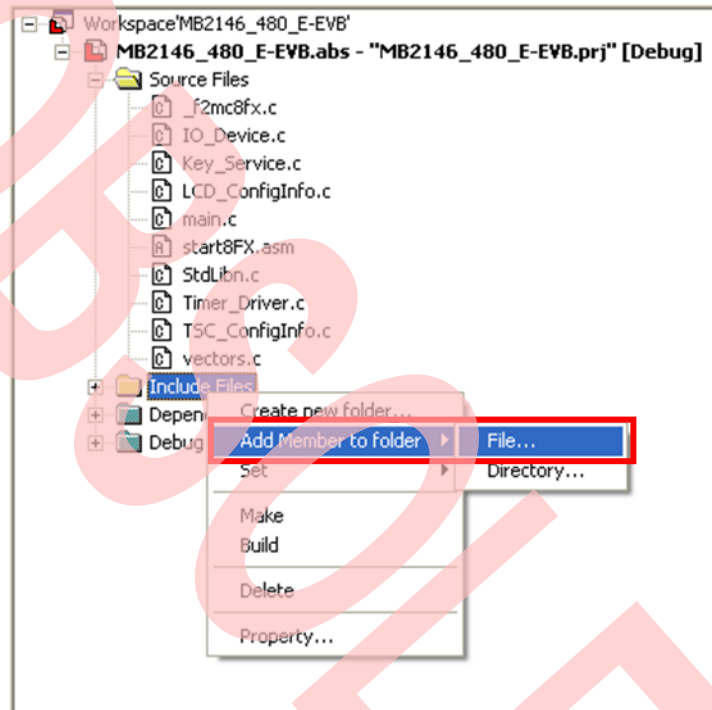 Workspace'MB2146_480_E-EVB'
MB2146_480_E-EVB.abs - "MB2146_480_E-EVB.prj" [Debug]
Source Files
_f2mc8fx.c
IO_Device.c
Key_Service.c
LCD_ConfigInfo.c
main.c
start8FX.asm
StdLibn.c
Timer_Driver.c
TSC_ConfigInfo.c
vectors.c
Include Files
Depen Create new folder...
Debug Add Member to folder File...
Set Directory...
Make
Build
Delete
Property...